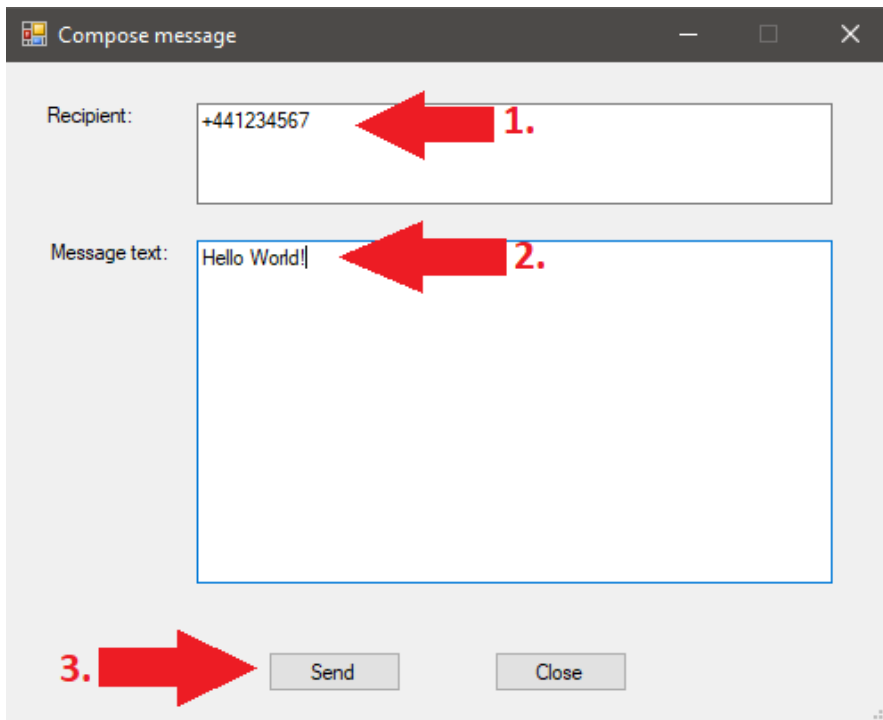 Compose message
Recipient:
+441234567
1.
Message text:
Hello World!
2.
3.
Send
Close